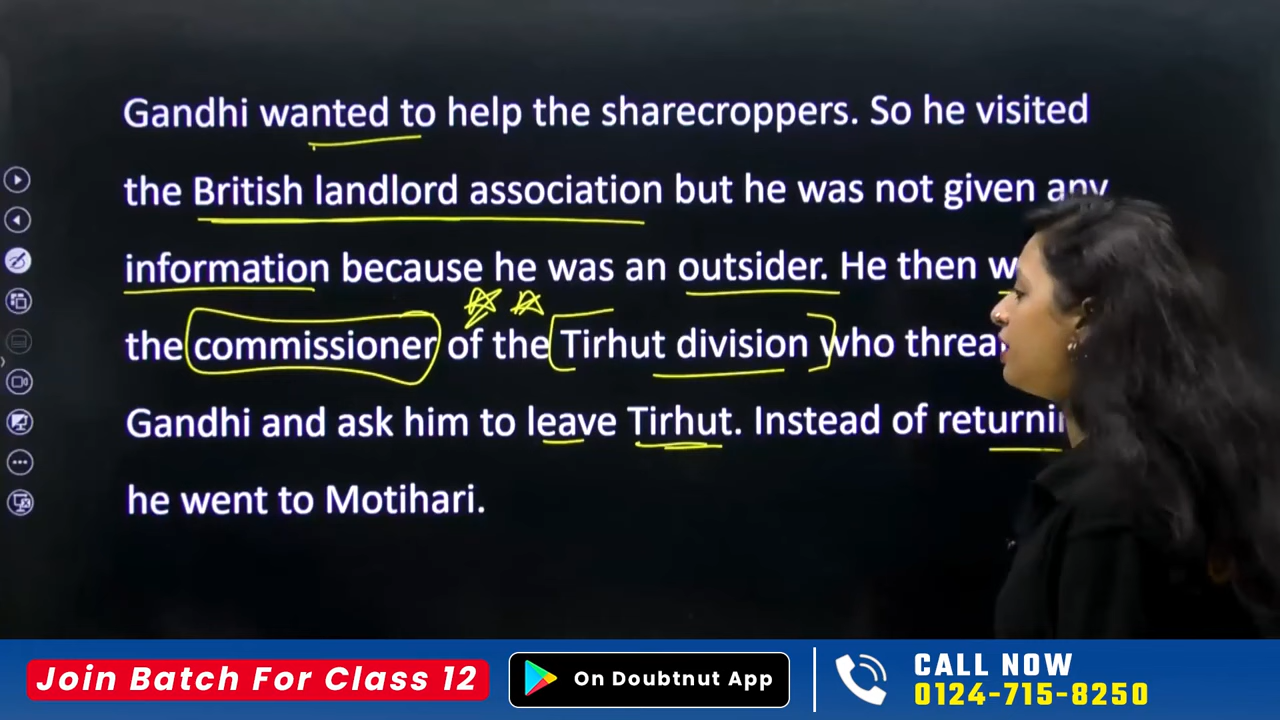 Gandhi wanted to help the sharecroppers. So he visited
the British landlord association but he was not given any
information because he was an outsider. He then
the commissioner of the Tirhut division who
Gandhi and ask him to leave Tirhut. Instead of
he went to Motihari.
Join Batch For Class 12
On Doubtnut App
CALL NOW
0124-715-8250